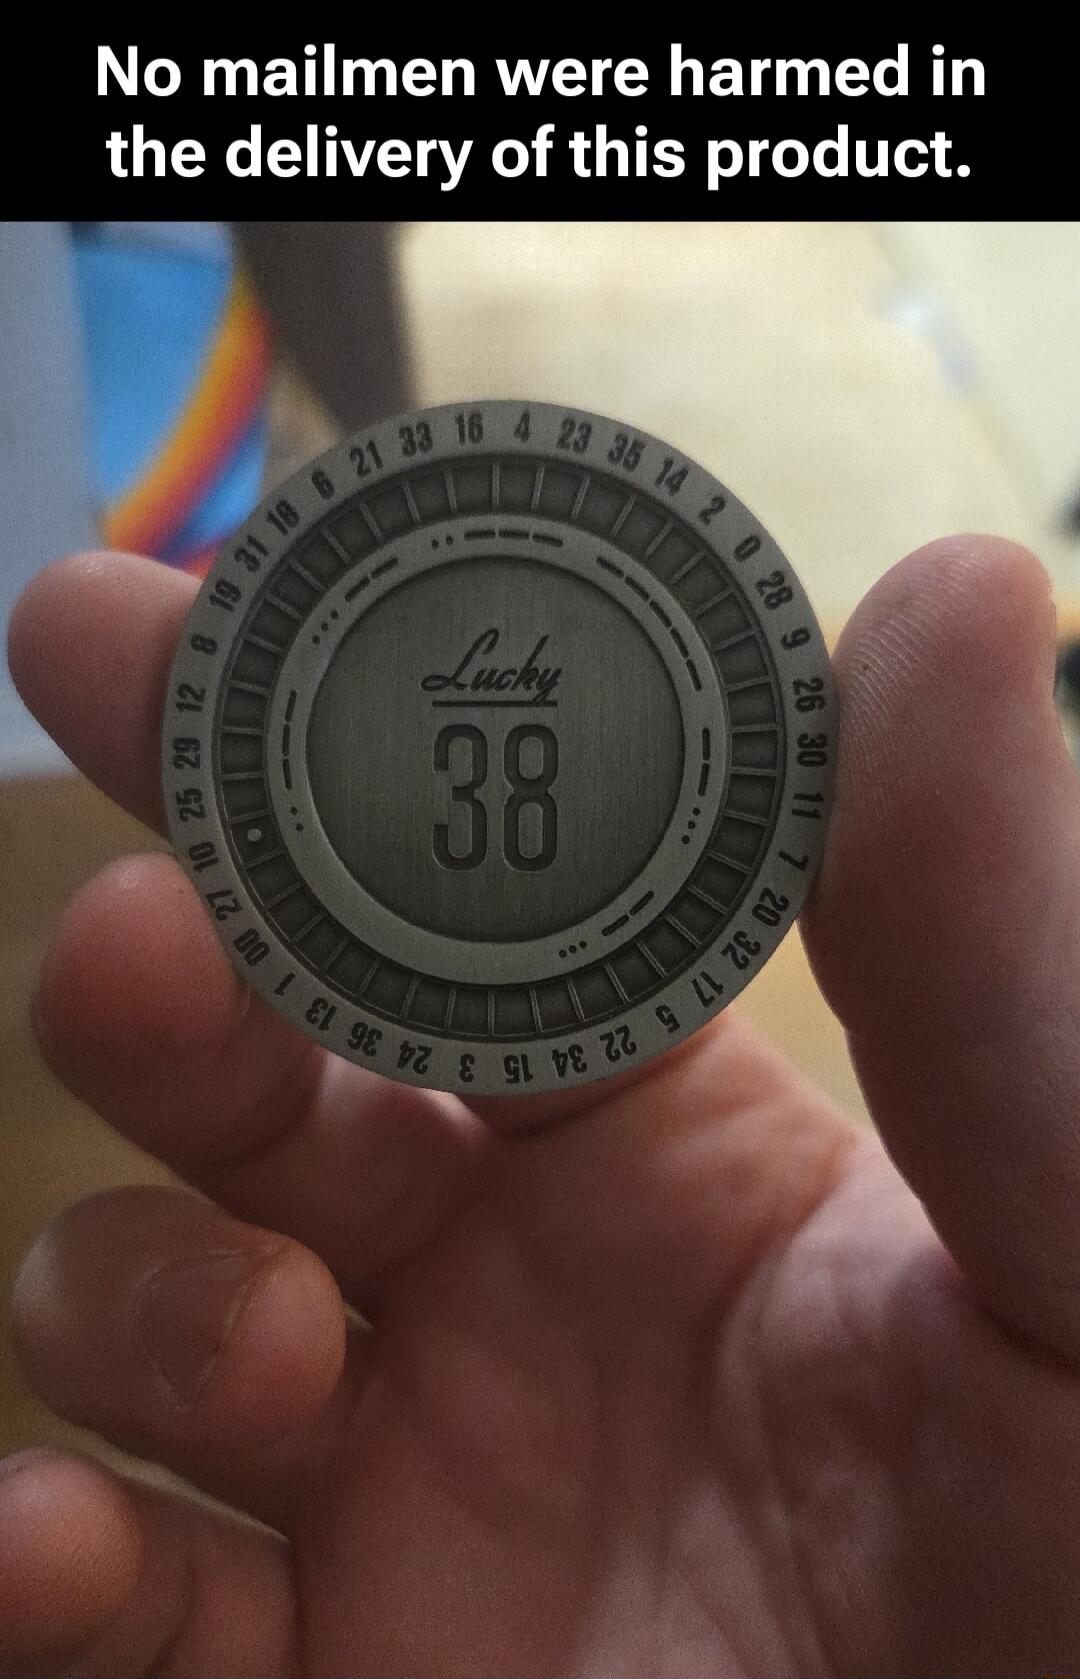 No mailmen were harmed in
the delivery of this product.
Lucky
38
0 28 9 26 30 11 7 20 32 17 5 22 34 15 3 24 36 13 1 00 27 10 25 29 12 8 19 31 18 6 21 33 16 4 23 35 14 2